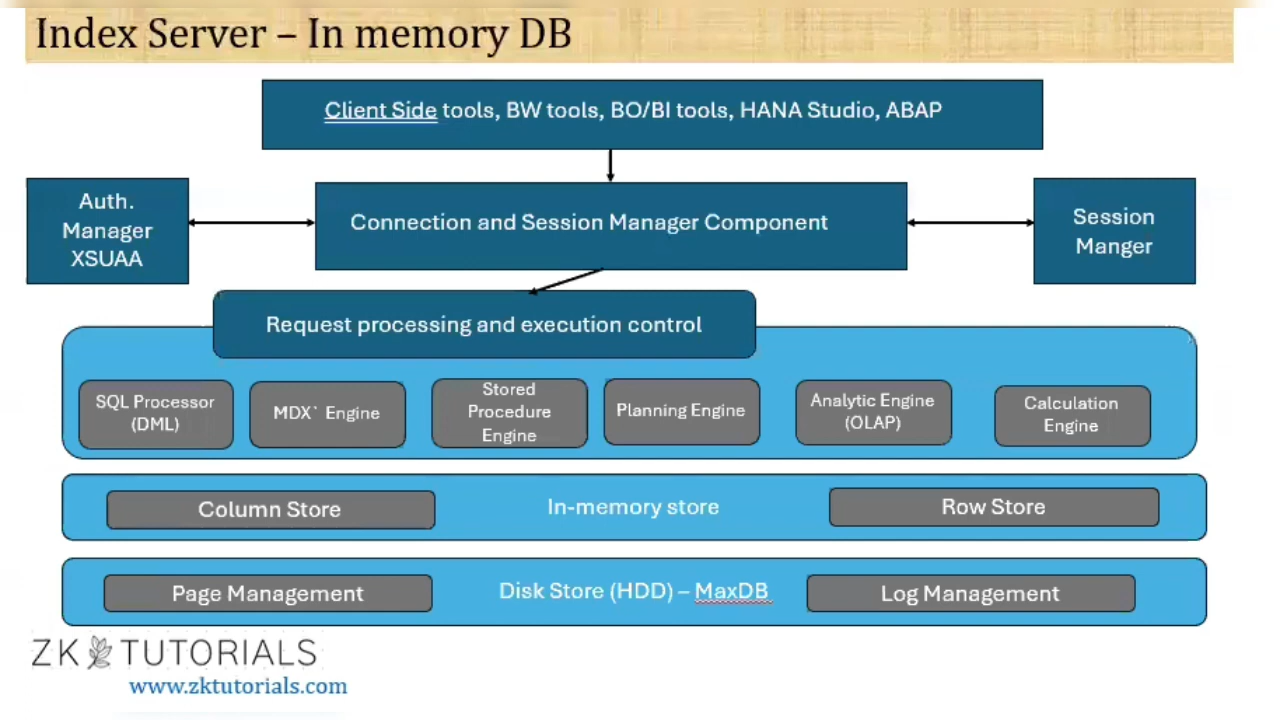 Index Server – In memory DB
Client Side tools, BW tools, BO/BI tools, HANA Studio, ABAP
Auth.
Manager
XSUAA
Connection and Session Manager Component
Session
Manger
Request processing and execution control
SQL Processor
(DML)
MDX` Engine
Stored
Procedure
Engine
Planning Engine
Analytic Engine
(OLAP)
Calculation
Engine
Column Store
In-memory store
Row Store
Page Management
Disk Store (HDD) – MaxDB
Log Management
ZK TUTORIALS
www.zktutorials.com